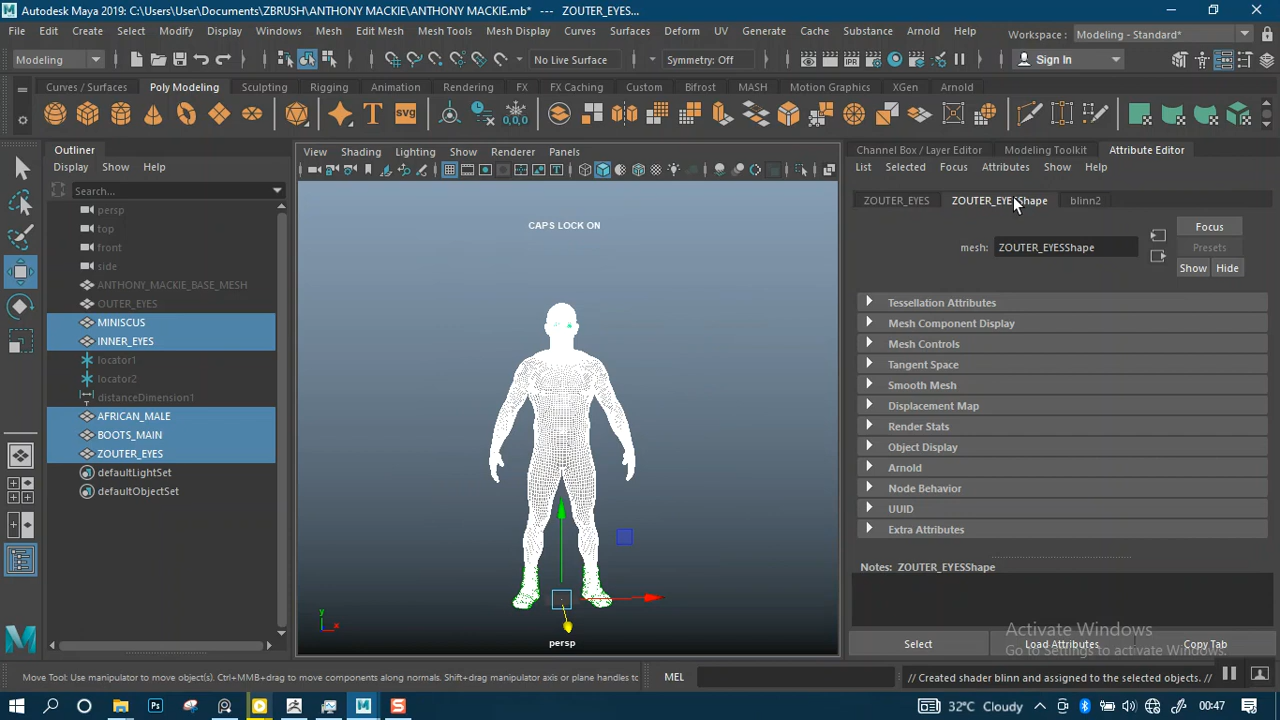 Autodesk Maya 2019: C:\Users\User\Documents\ZBRUSH\ANTHONY MACKIE\ANTHONY MACKIE.mb* --- ZOUTER_EYES...
File Edit Create Select Modify Display Windows Mesh Edit Mesh Mesh Tools Mesh Display Curves Surfaces Deform UV Generate Cache Substance Arnold Help Workspace : Modeling - Standard*
Modeling No Live Surface Symmetry: Off IPR Sign In
Curves / Surfaces Poly Modeling Sculpting Rigging Animation Rendering FX FX Caching Custom Bifrost MASH Motion Graphics XGen Arnold
T SVG 0,0,0
Outliner
Display Show Help
Search...
persp
top
front
side
ANTHONY_MACKIE_BASE_MESH
OUTER_EYES
MINISCUS
INNER_EYES
locator1
locator2
distanceDimension1
AFRICAN_MALE
BOOTS_MAIN
ZOUTER_EYES
defaultLightSet
defaultObjectSet
View Shading Lighting Show Renderer Panels
CAPS LOCK ON
y
x
persp
Channel Box / Layer Editor Modeling Toolkit Attribute Editor
List Selected Focus Attributes Show Help
ZOUTER_EYES ZOUTER_EYESShape blinn2
mesh: ZOUTER_EYESShape
Focus
Presets
Show Hide
Tessellation Attributes
Mesh Component Display
Mesh Controls
Tangent Space
Smooth Mesh
Displacement Map
Render Stats
Object Display
Arnold
Node Behavior
UUID
Extra Attributes
Notes: ZOUTER_EYESShape
Activate Windows
Go to Settings to activate Windows.
Select Load Attributes Copy Tab
Move Tool: Use manipulator to move object(s). Ctrl+MMB+drag to move components along normals. Shift+drag manipulator axis or plane handles to MEL // Created shader blinn and assigned to the selected objects. //
32°C Cloudy 00:47